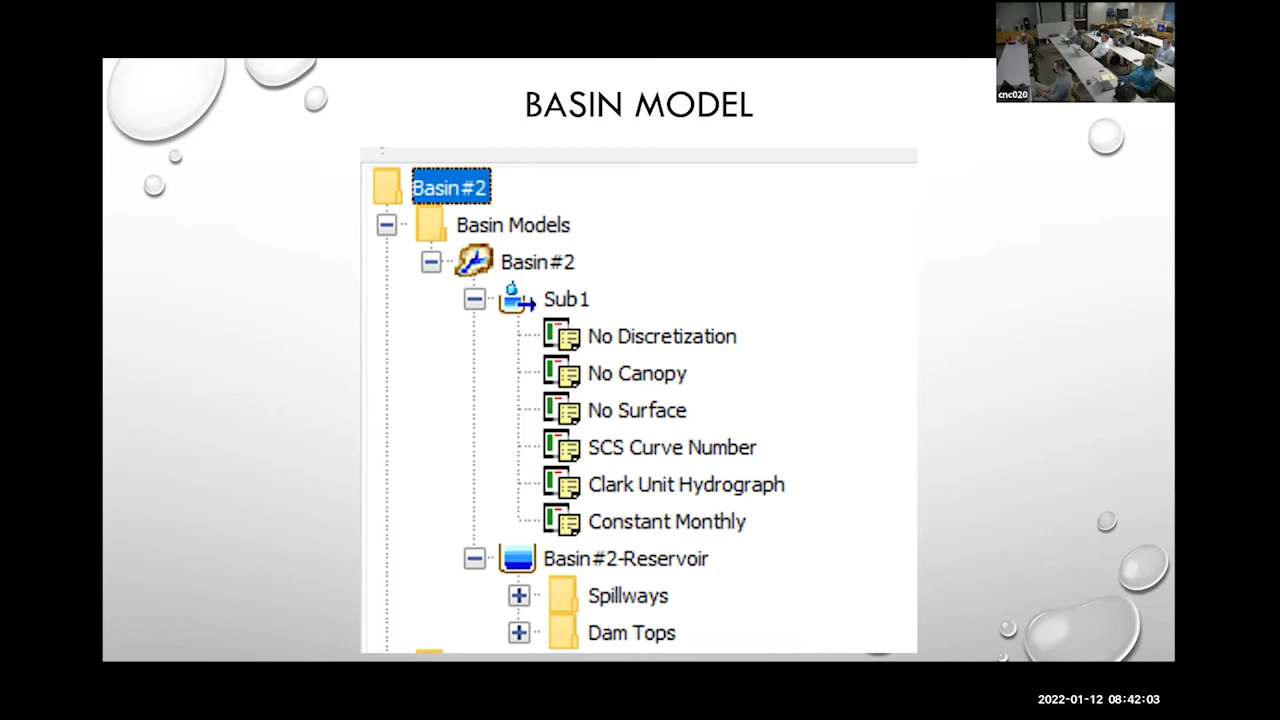 cnc020
BASIN MODEL
Basin#2
Basin Models
Basin#2
Sub1
No Discretization
No Canopy
No Surface
SCS Curve Number
Clark Unit Hydrograph
Constant Monthly
Basin#2-Reservoir
Spillways
Dam Tops
2022-01-12 08:42:03